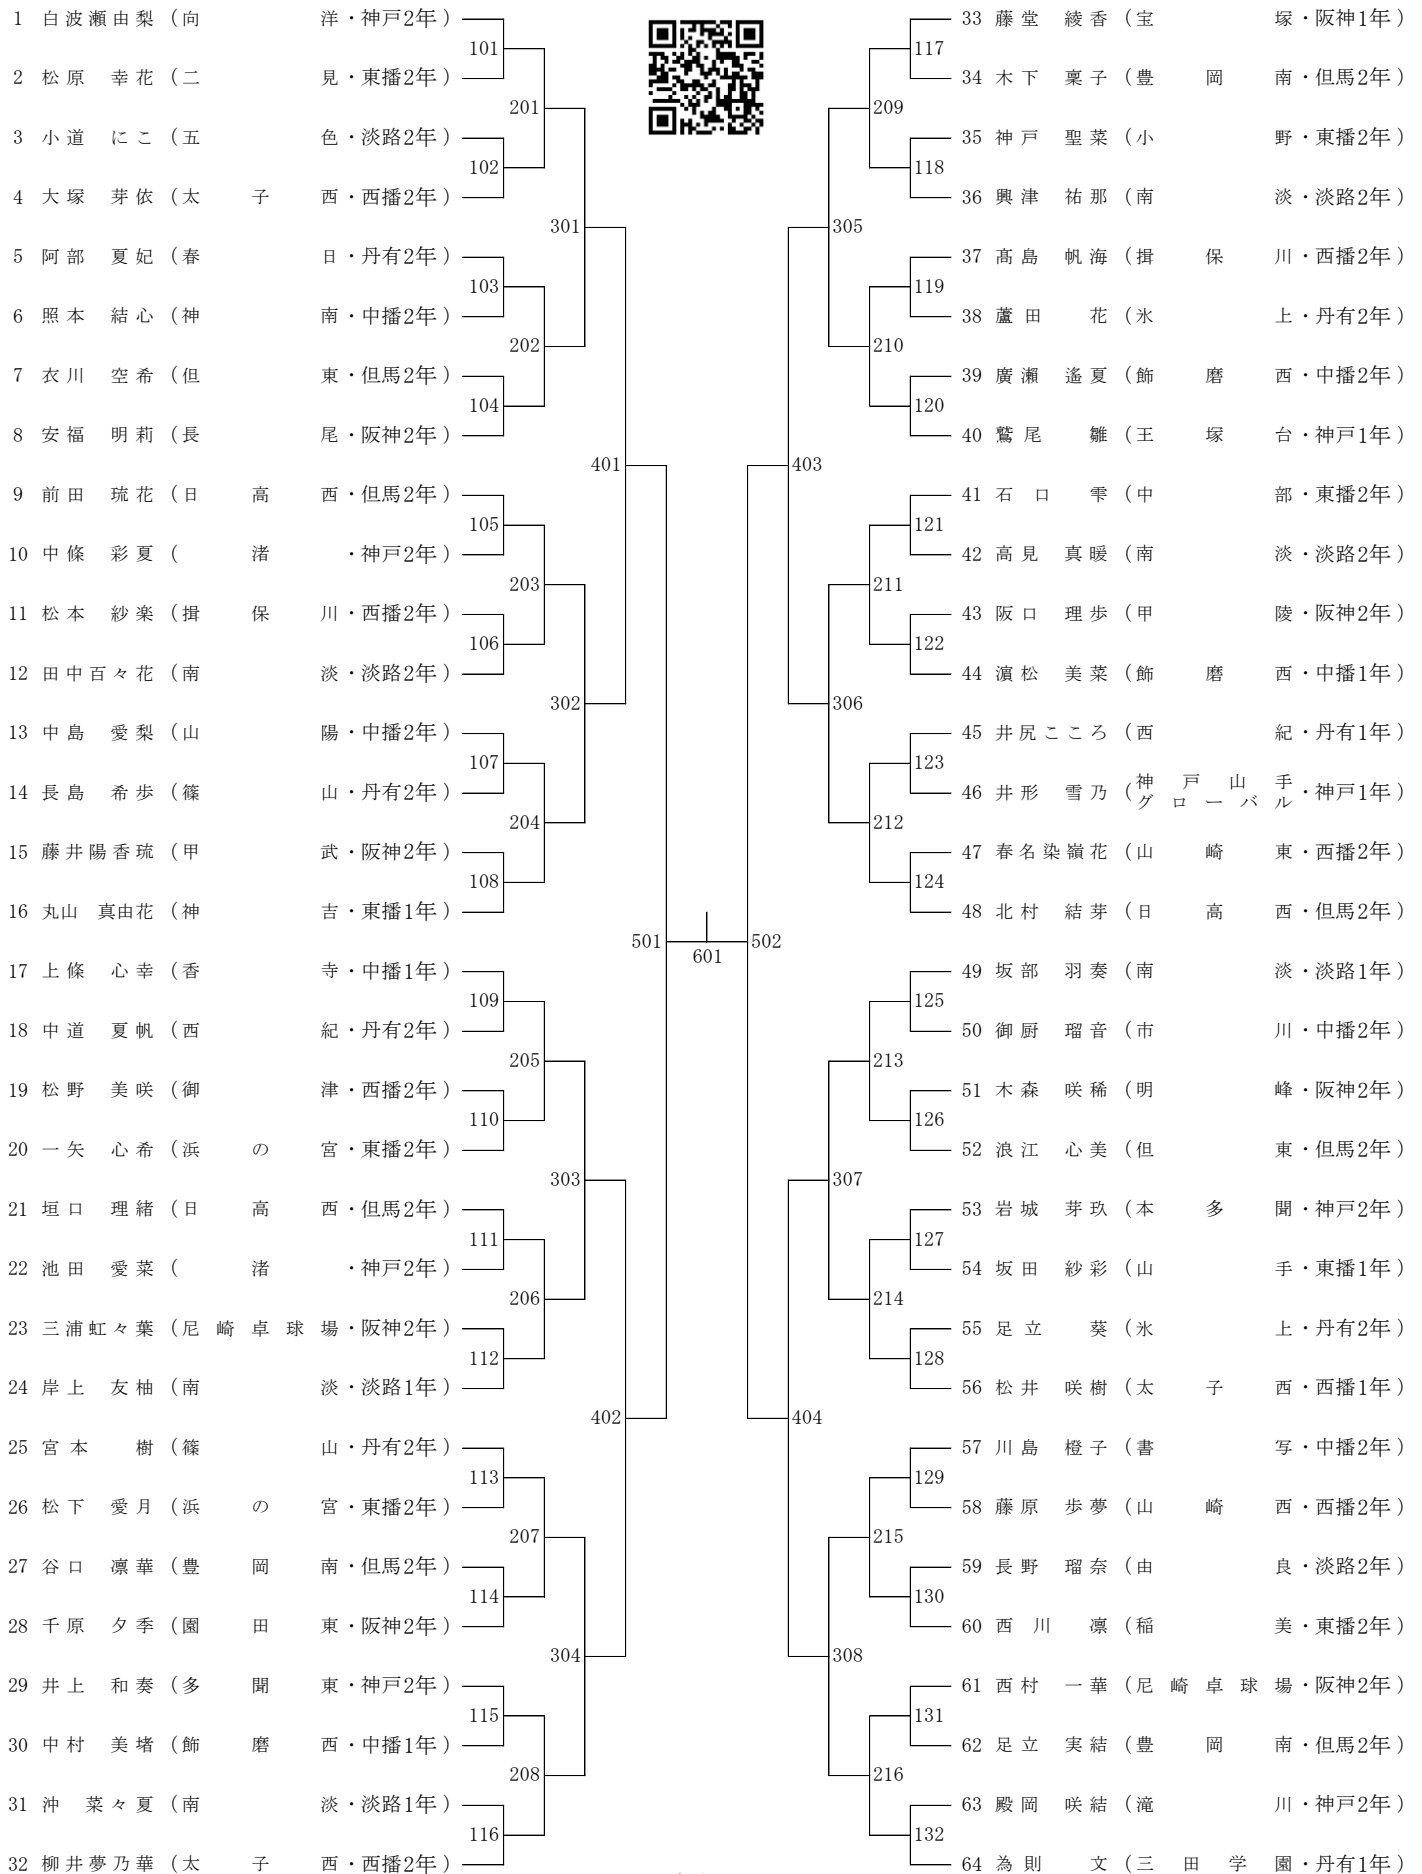 1 白波瀬由梨（向洋・神戸2年）
101
2 松原 幸花（二見・東播2年）
201
3 小道 にこ（五色・淡路2年）
102
4 大塚 芽依（太子西・西播2年）
301
5 阿部 夏妃（春日・丹有2年）
103
6 照本 結心（神南・中播2年）
202
7 衣川 空希（但東・但馬2年）
104
8 安福 明莉（長尾・阪神2年）
401
9 前田 琉花（日高西・但馬2年）
105
10 中條 彩夏（渚・神戸2年）
203
11 松本 紗楽（揖保川・西播2年）
106
12 田中百々花（南淡・淡路2年）
302
13 中島 愛梨（山陽・中播2年）
107
14 長島 希歩（篠山・丹有2年）
204
15 藤井陽香琉（甲武・阪神2年）
108
16 丸山 真由花（神吉・東播1年）
501
601
502
17 上條 心幸（香寺・中播1年）
109
18 中道 夏帆（西紀・丹有2年）
205
19 松野 美咲（御津・西播2年）
110
20 一矢 心希（浜の宮・東播2年）
303
21 垣口 理緒（日高西・但馬2年）
111
22 池田 愛菜（渚・神戸2年）
206
23 三浦虹々葉（尼崎卓球場・阪神2年）
112
24 岸上 友柚（南淡・淡路1年）
402
25 宮本 樹（篠山・丹有2年）
113
26 松下 愛月（浜の宮・東播2年）
207
27 谷口 凛華（豊岡南・但馬2年）
114
28 千原 夕季（園田東・阪神2年）
304
29 井上 和奏（多聞東・神戸2年）
115
30 中村 美堵（飾磨西・中播1年）
208
31 沖 菜々夏（南淡・淡路1年）
116
32 柳井夢乃華（太子西・西播2年）
33 藤堂 綾香（宝塚・阪神1年）
117
34 木下 稟子（豊岡南・但馬2年）
209
35 神戸 聖菜（小野・東播2年）
118
36 興津 祐那（南淡・淡路2年）
305
37 髙島 帆海（揖保川・西播2年）
119
38 蘆田 花（氷上・丹有2年）
210
39 廣瀬 遙夏（飾磨西・中播2年）
120
40 鷲尾 雛（王塚台・神戸1年）
403
41 石口 雫（中部・東播2年）
121
42 高見 真暖（南淡・淡路2年）
211
43 阪口 理歩（甲陵・阪神2年）
122
44 濵松 美菜（飾磨西・中播1年）
306
45 井尻こころ（西紀・丹有1年）
123
46 井形 雪乃（神戸山手グローバル・神戸1年）
212
47 春名染嶺花（山崎東・西播2年）
124
48 北村 結芽（日高西・但馬2年）
49 坂部 羽奏（南淡・淡路1年）
125
50 御厨 瑠音（市川・中播2年）
213
51 木森 咲稀（明峰・阪神2年）
126
52 浪江 心美（但東・但馬2年）
307
53 岩城 芽玖（本多聞・神戸2年）
127
54 坂田 紗彩（山手・東播1年）
214
55 足立 葵（氷上・丹有2年）
128
56 松井 咲樹（太子西・西播1年）
404
57 川島 橙子（書写・中播2年）
129
58 藤原 歩夢（山崎西・西播2年）
215
59 長野 瑠奈（由良・淡路2年）
130
60 西川 凛（稲美・東播2年）
308
61 西村 一華（尼崎卓球場・阪神2年）
131
62 足立 実結（豊岡南・但馬2年）
216
63 殿岡 咲結（滝川・神戸2年）
132
64 為則 文（三田学園・丹有1年）